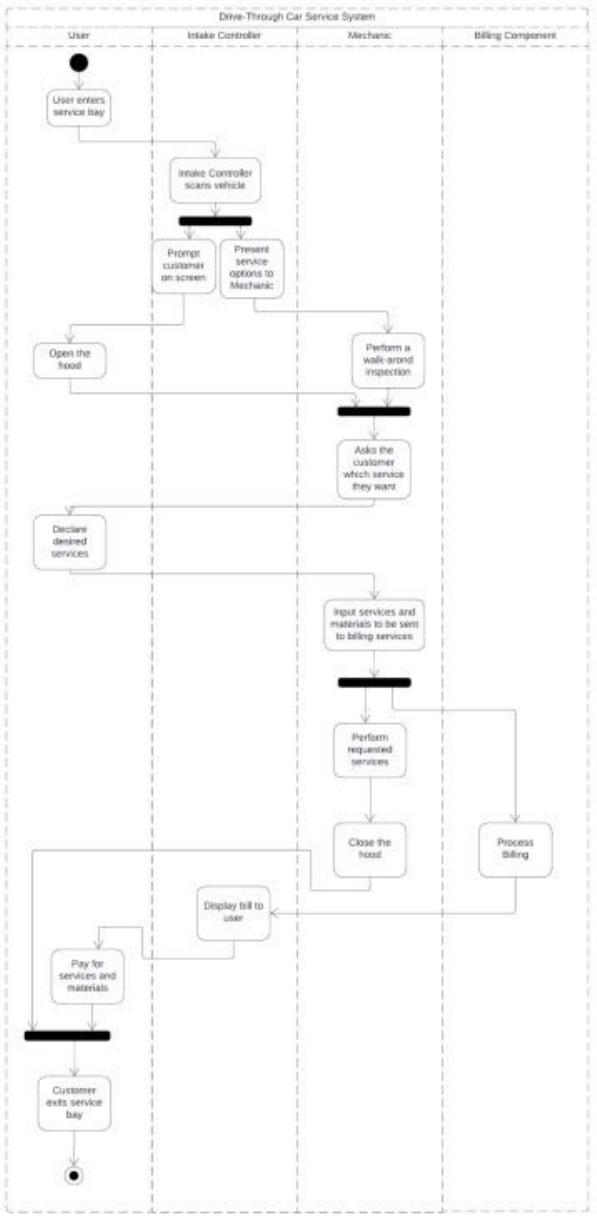 Drive-Through Car Service System
User
Intake Controller
Mechanic
Billing Component
User enters
service bay
Intake Controller
scans vehicle
Prompt
customer
on screen
Present
service
options to
Mechanic
Open the
hood
Perform a
walk-arond
inspection
Asks the
customer
which service
they want
Declare
desired
services
Input services and
materials to be sent
to billing services
Perform
requested
services
Close the
hood
Process
Billing
Display bill to
user
Pay for
services and
materials
Customer
exits service
bay